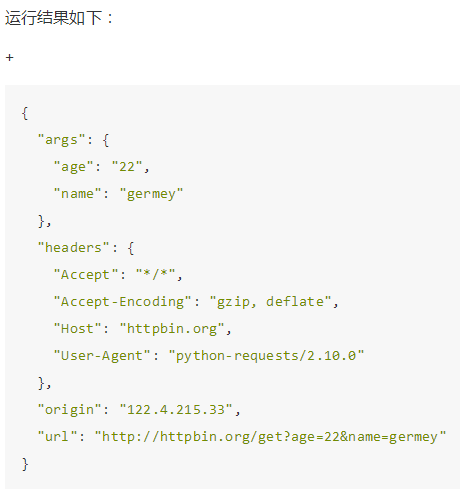 运行结果如下：
+
{
  "args": {
    "age": "22",
    "name": "germey"
  },
  "headers": {
    "Accept": "*/*",
    "Accept-Encoding": "gzip, deflate",
    "Host": "httpbin.org",
    "User-Agent": "python-requests/2.10.0"
  },
  "origin": "122.4.215.33",
  "url": "http://httpbin.org/get?age=22&name=germey"
}